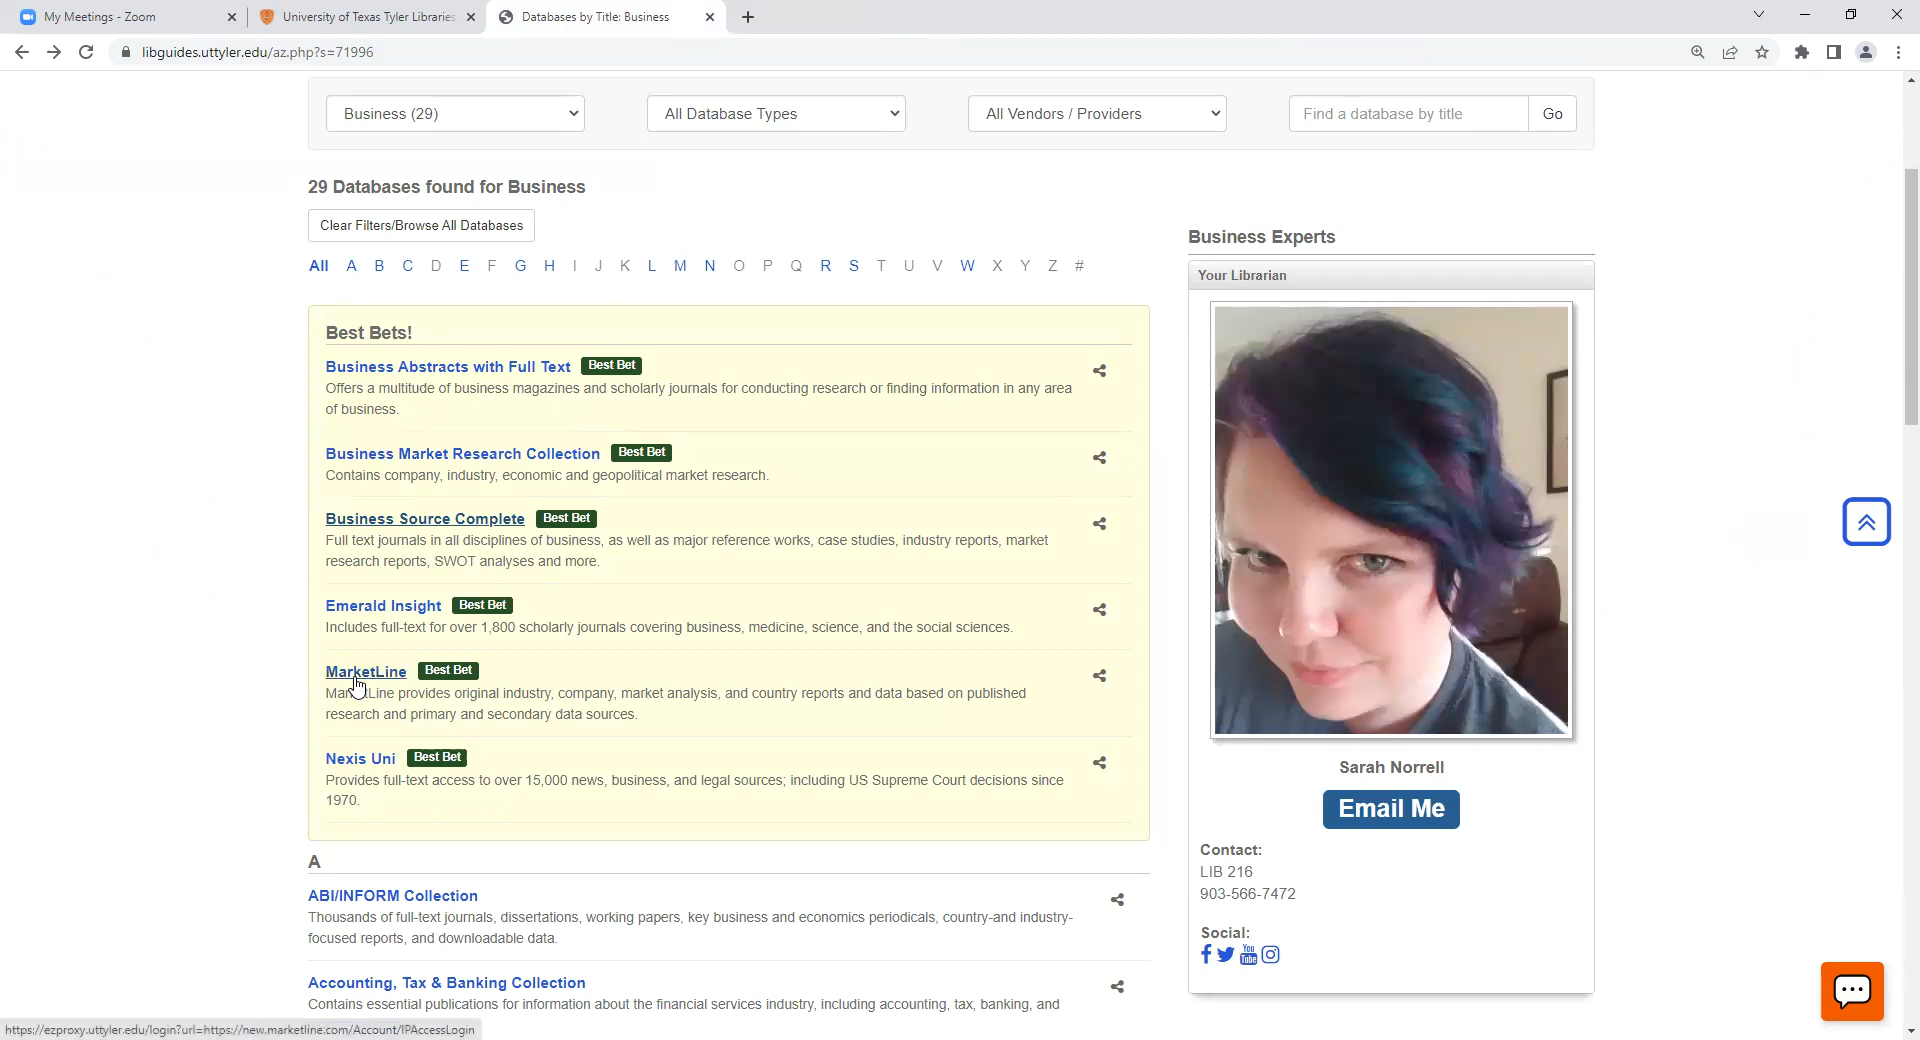 My Meetings - Zoom
University of Texas Tyler Libraries
Databases by Title: Business
libguides.uttyler.edu/az.php?s=71996
Business (29)
All Database Types
All Vendors / Providers
Find a database by title
Go
29 Databases found for Business
Clear Filters/Browse All Databases
All A B C D E F G H I J K L M N O P Q R S T U V W X Y Z #
Best Bets!
Business Abstracts with Full Text Best Bet
Offers a multitude of business magazines and scholarly journals for conducting research or finding information in any area
of business.
Business Market Research Collection Best Bet
Contains company, industry, economic and geopolitical market research.
Business Source Complete Best Bet
Full text journals in all disciplines of business, as well as major reference works, case studies, industry reports, market
research reports, SWOT analyses and more.
Emerald Insight Best Bet
Includes full-text for over 1,800 scholarly journals covering business, medicine, science, and the social sciences.
MarketLine Best Bet
MarketLine provides original industry, company, market analysis, and country reports and data based on published
research and primary and secondary data sources.
Nexis Uni Best Bet
Provides full-text access to over 15,000 news, business, and legal sources; including US Supreme Court decisions since
1970.
A
ABI/INFORM Collection
Thousands of full-text journals, dissertations, working papers, key business and economics periodicals, country-and industry-
focused reports, and downloadable data.
Accounting, Tax & Banking Collection
Contains essential publications for information about the financial services industry, including accounting, tax, banking, and
Business Experts
Your Librarian
Sarah Norrell
Email Me
Contact:
LIB 216
903-566-7472
Social:
You
Tube
https://ezproxy.uttyler.edu/login?url=https://new.marketline.com/Account/IPAccessLogin